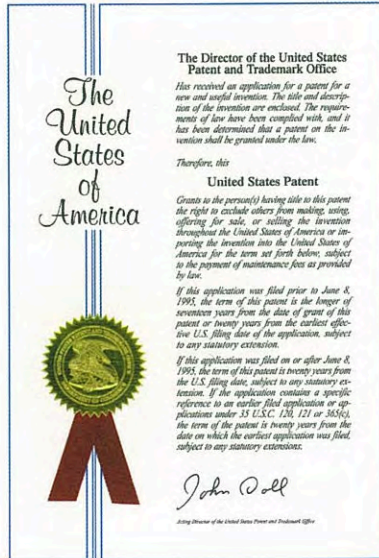 The
United
States
of
America
The Director of the United States
Patent and Trademark Office
Has received an application for a patent for a
new and useful invention. The title and descrip-
tion of the invention are enclosed. The require-
ments of law have been complied with, and it
has been determined that a patent on the in-
vention shall be granted under the law.
Therefore, this
United States Patent
Grants to the person(s) having title to this patent
the right to exclude others from making, using,
offering for sale, or selling the invention
throughout the United States of America or im-
porting the invention into the United States of
America for the term set forth below, subject
to the payment of maintenance fees as provided
by law.
If this application was filed prior to June 8,
1995, the term of this patent is the longer of
seventeen years from the date of grant of this
patent or twenty years from the earliest effec-
tive U.S. filing date of the application, subject
to any statutory extension.
If this application was filed on or after June 8,
1995, the term of this patent is twenty years from
the U.S. filing date, subject to any statutory ex-
tension. If the application contains a specific
reference to an earlier filed application or ap-
plications under 35 U.S.C. 120, 121 or 365(c),
the term of the patent is twenty years from the
date on which the earliest application was filed,
subject to any statutory extensions.
John Doll
Acting Director of the United States Patent and Trademark Office